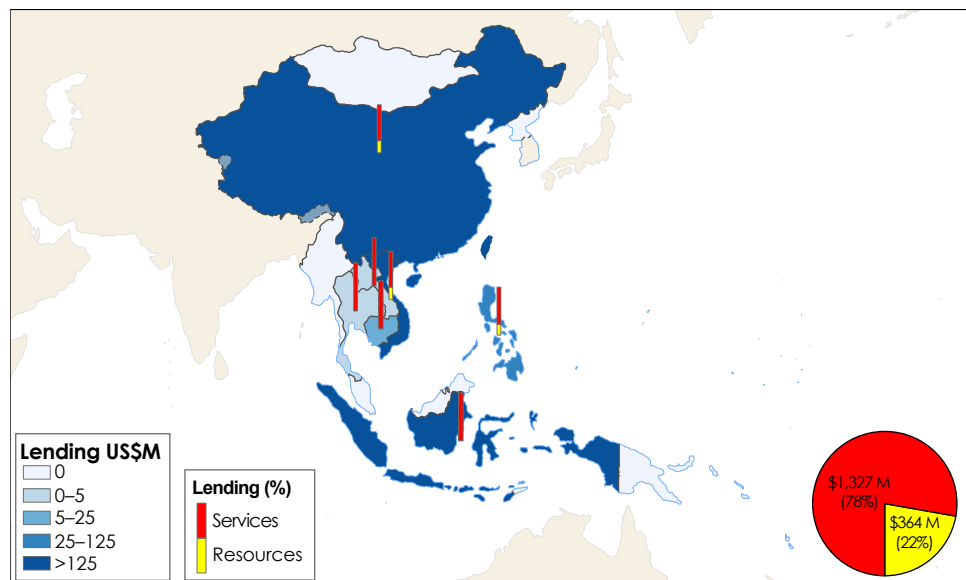 Lending US$M
0
0–5
5–25
25–125
>125
Lending (%)
Services
Resources
$1,327 M
(78%)
$364 M
(22%)